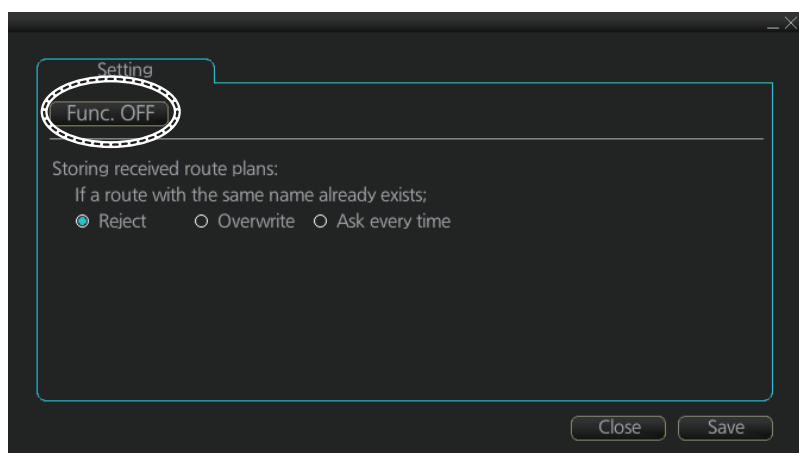 Setting
Func. OFF
Storing received route plans:
If a route with the same name already exists;
Reject Overwrite Ask every time
Close Save